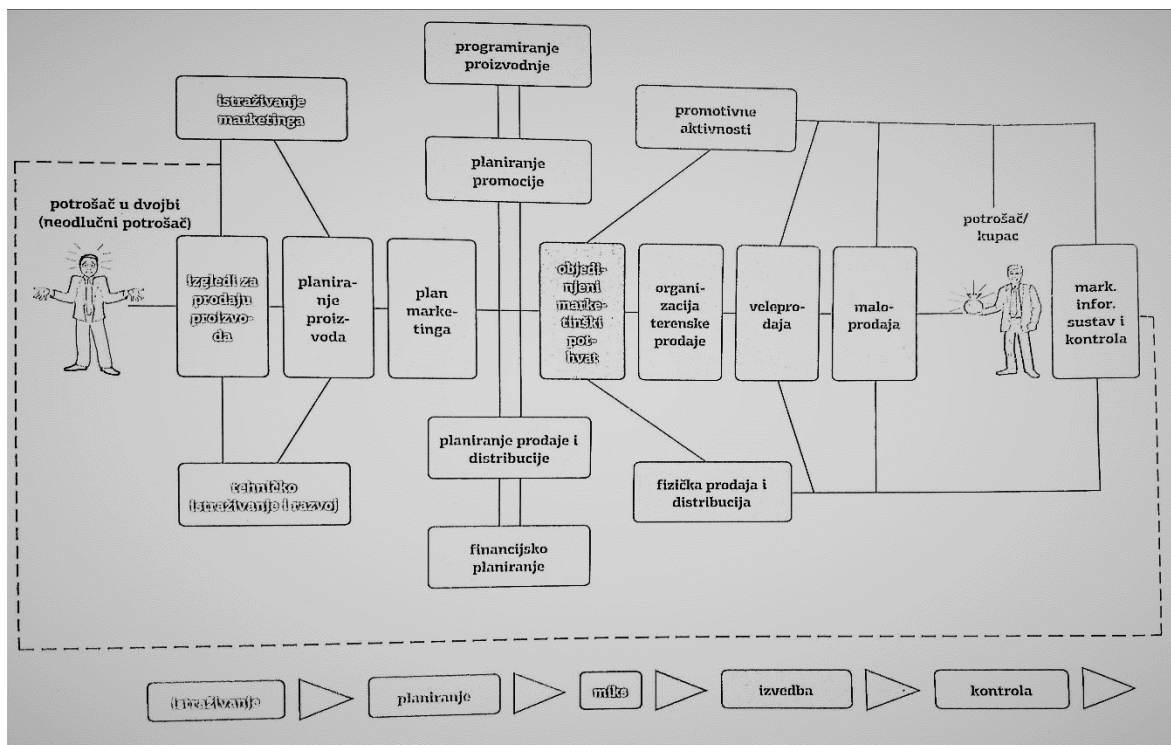 programiranje
proizvodnje
istraživanje
marketinga
promotivne
aktivnosti
planiranje
promocije
potrošač u dvojbi
(neodlučni potrošač)
potrošač/
kupac
izgledi za
prodaju
proizvo-
da
planira-
nje
proiz-
voda
plan
marke-
tinga
objedi-
njeni
marke-
tinški
pot-
hvat
organi-
zacija
terenske
prodaje
velepro-
daja
malo-
prodaja
mark.
infor.
sustav i
kontrola
planiranje prodaje i
distribucije
tehničko
istraživanje i razvoj
fizička prodaja i
distribucija
financijsko
planiranje
istraživanje
planiranje
miks
izvedba
kontrola